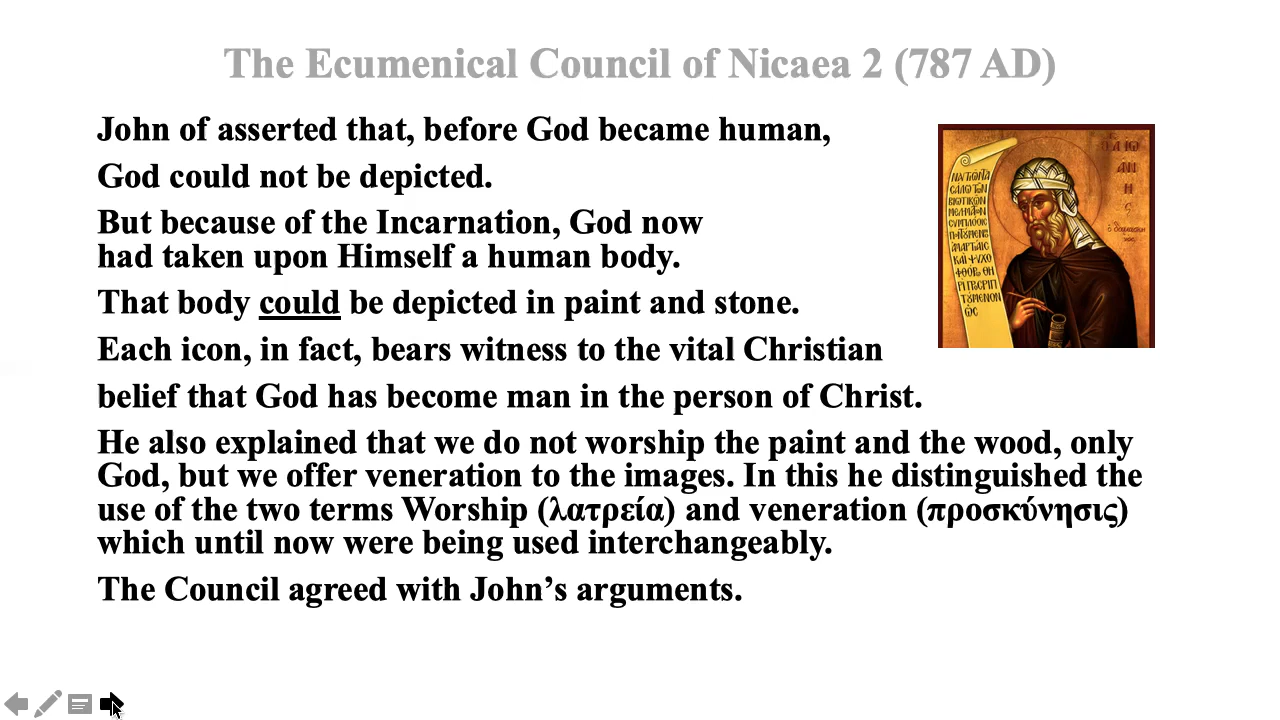 The Ecumenical Council of Nicaea 2 (787 AD)
John of asserted that, before God became human,
God could not be depicted.
But because of the Incarnation, God now
had taken upon Himself a human body.
That body could be depicted in paint and stone.
Each icon, in fact, bears witness to the vital Christian
belief that God has become man in the person of Christ.
He also explained that we do not worship the paint and the wood, only
God, but we offer veneration to the images. In this he distinguished the
use of the two terms Worship (λατρεία) and veneration (προσκύνησις)
which until now were being used interchangeably.
The Council agreed with John’s arguments.